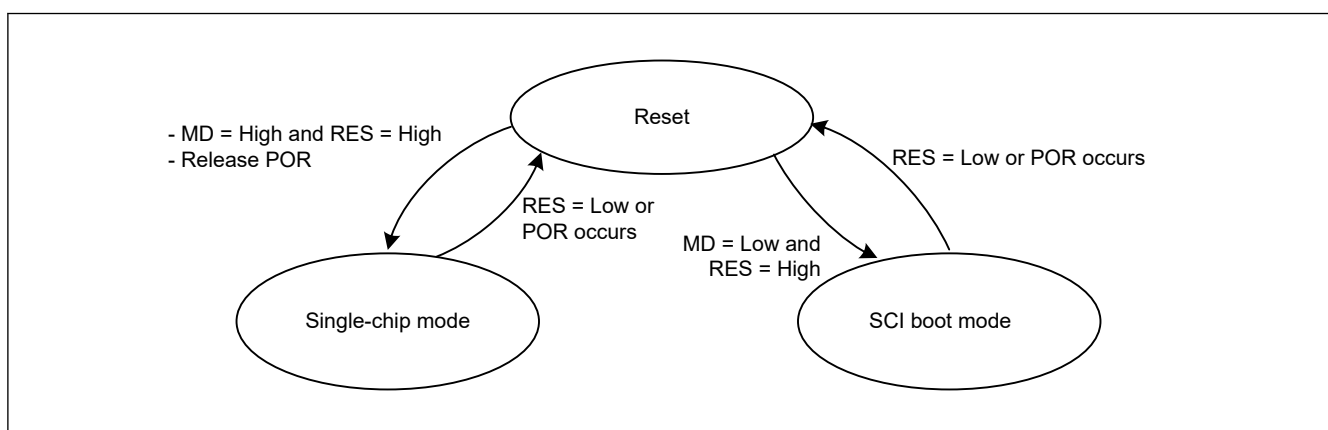 Reset
- MD = High and RES = High
- Release POR
RES = Low or POR occurs
RES = Low or
POR occurs
MD = Low and
RES = High
Single-chip mode
SCI boot mode